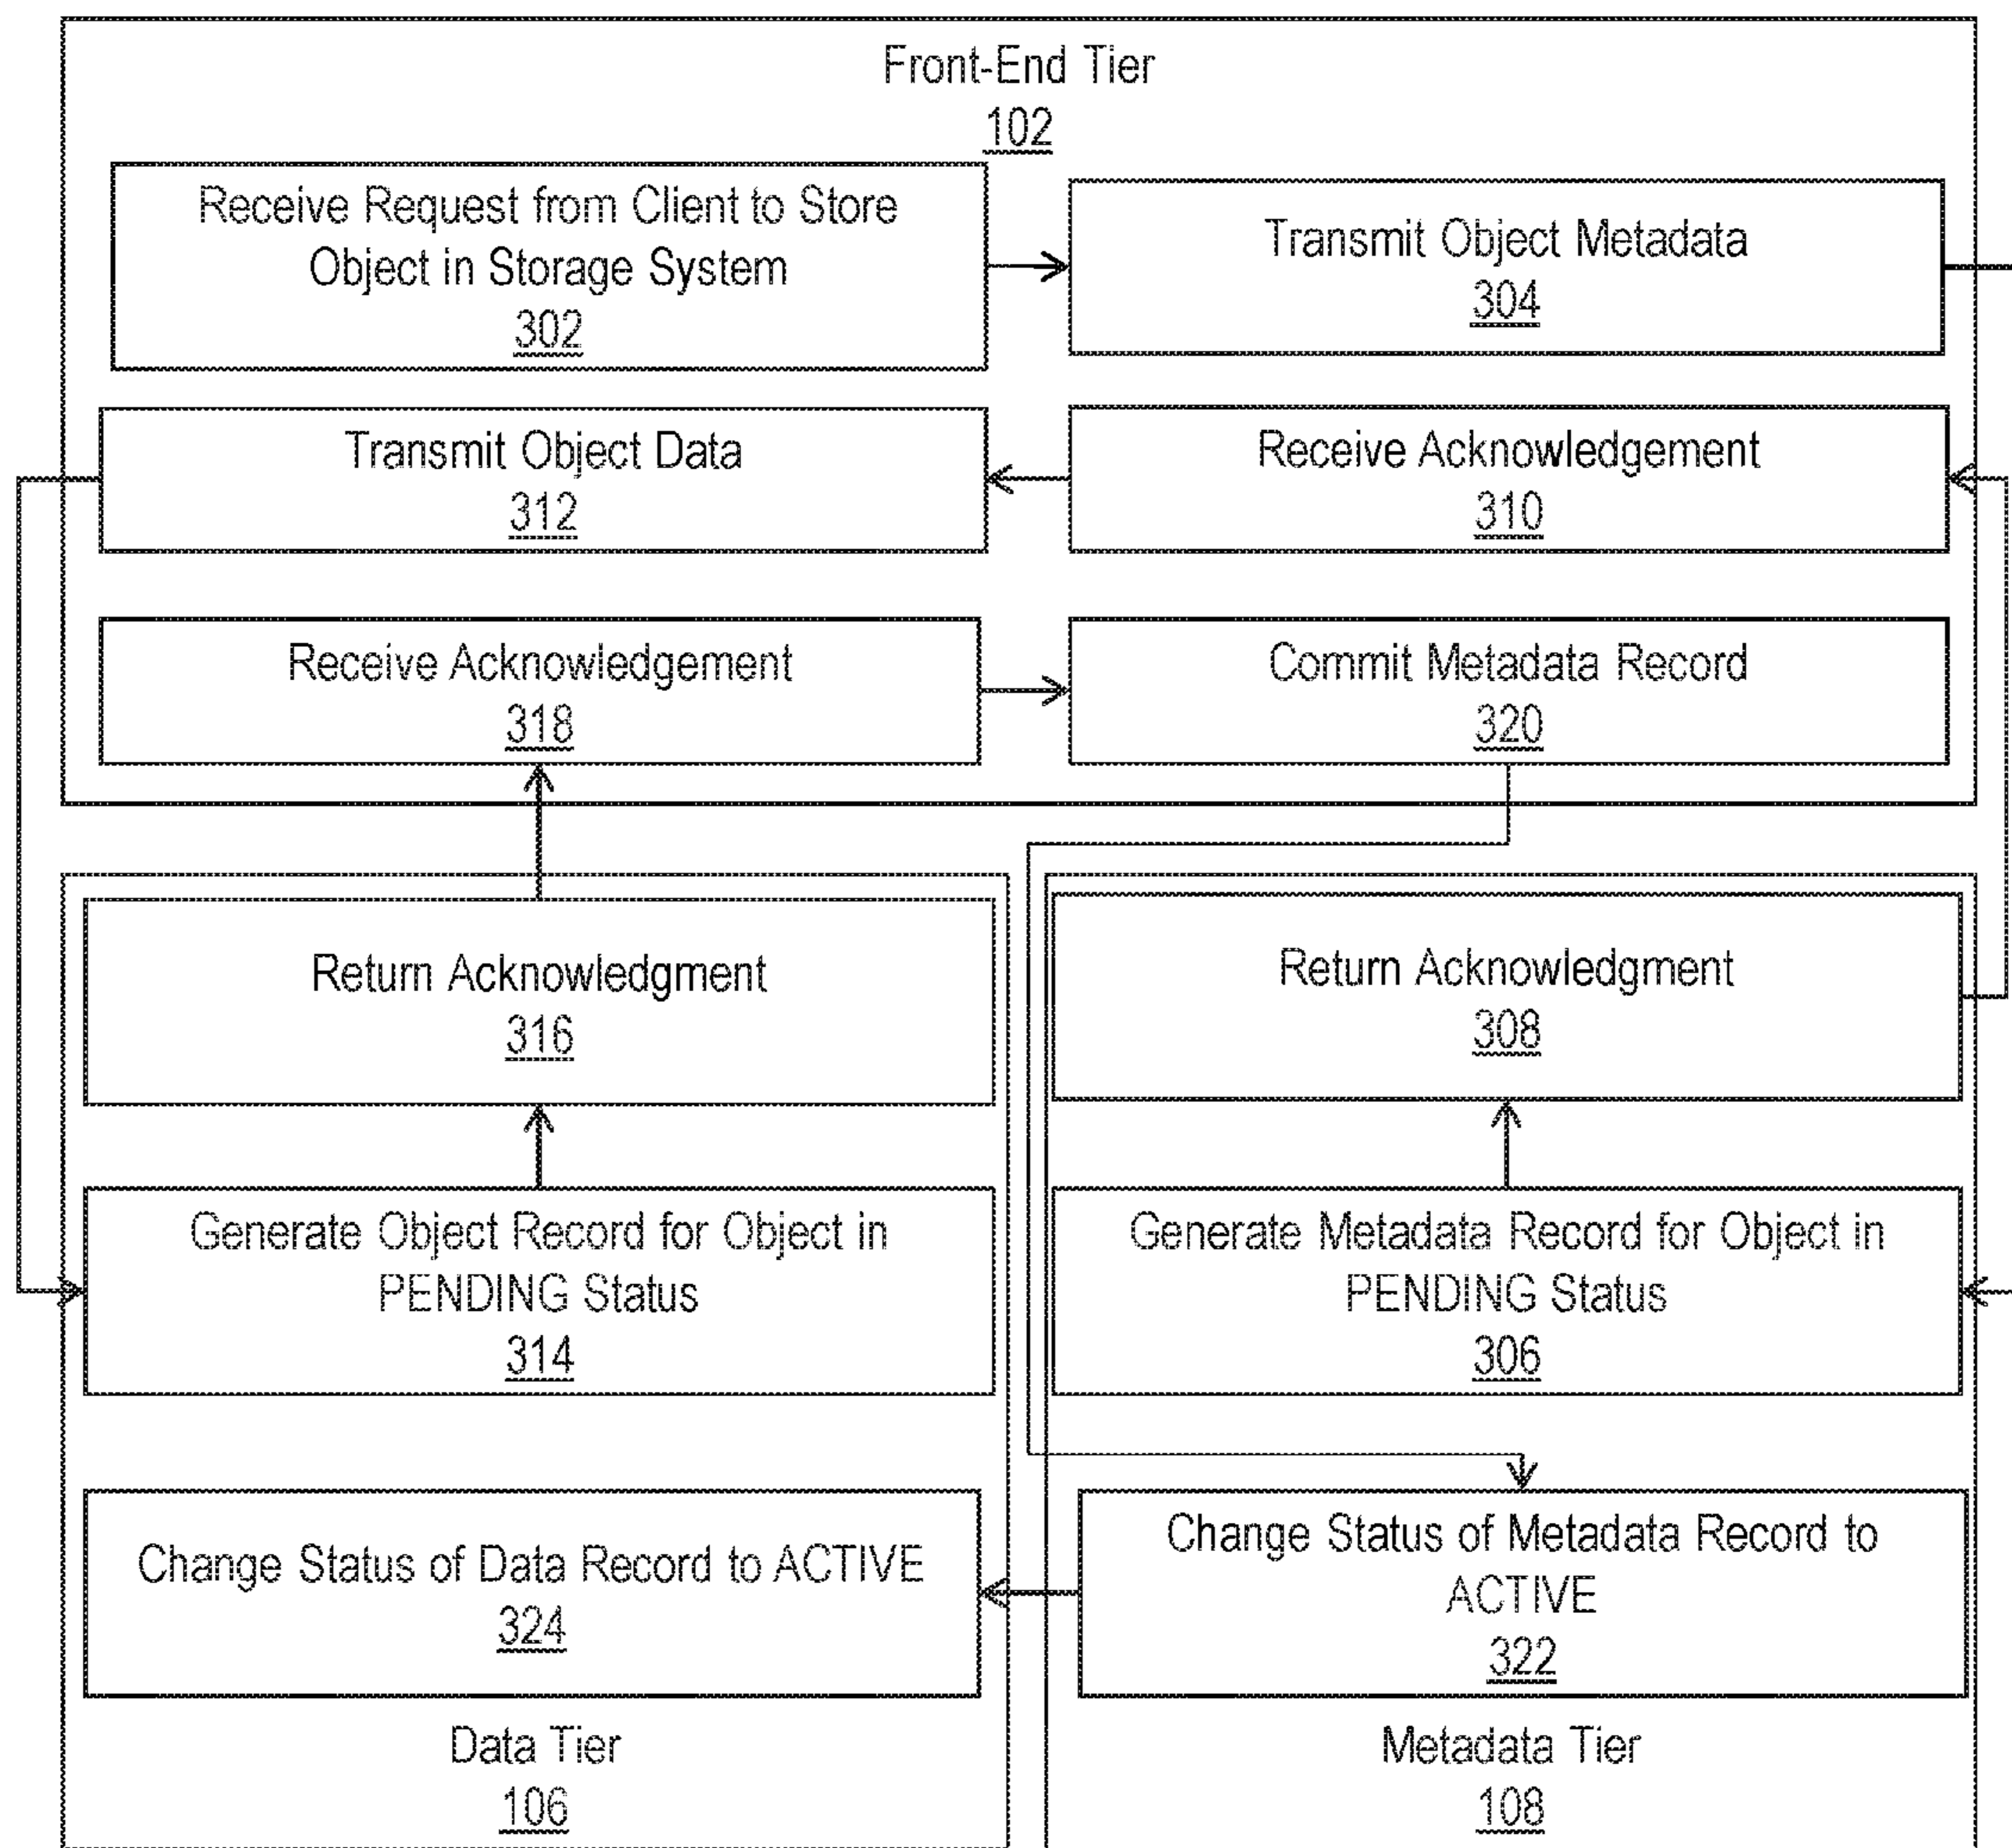 Front-End Tier
102
Receive Request from Client to Store
Object in Storage System
302
Transmit Object Metadata
304
Transmit Object Data
312
Receive Acknowledgement
310
Receive Acknowledgement
318
Commit Metadata Record
320
Return Acknowledgment
316
Return Acknowledgment
308
Generate Object Record for Object in
PENDING Status
314
Generate Metadata Record for Object in
PENDING Status
306
Change Status of Data Record to ACTIVE
324
Change Status of Metadata Record to
ACTIVE
322
Data Tier
106
Metadata Tier
108